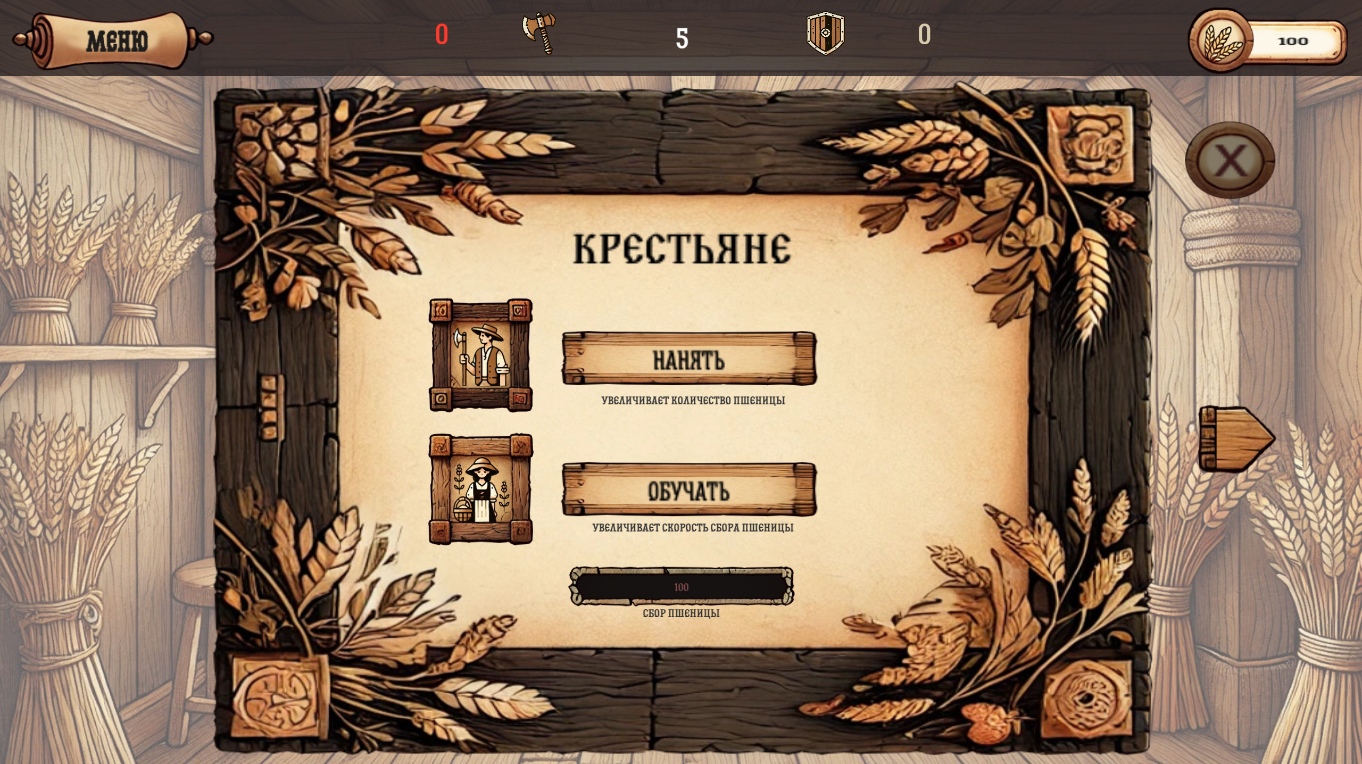 МЕНЮ
0
5
0
100
X
КРЕСТЬЯНЕ
НАНЯТЬ
УВЕЛИЧИВАЕТ КОЛИЧЕСТВО ПШЕНИЦЫ
ОБУЧАТЬ
УВЕЛИЧИВАЕТ СКОРОСТЬ СБОРА ПШЕНИЦЫ
100
СБОР ПШЕНИЦЫ